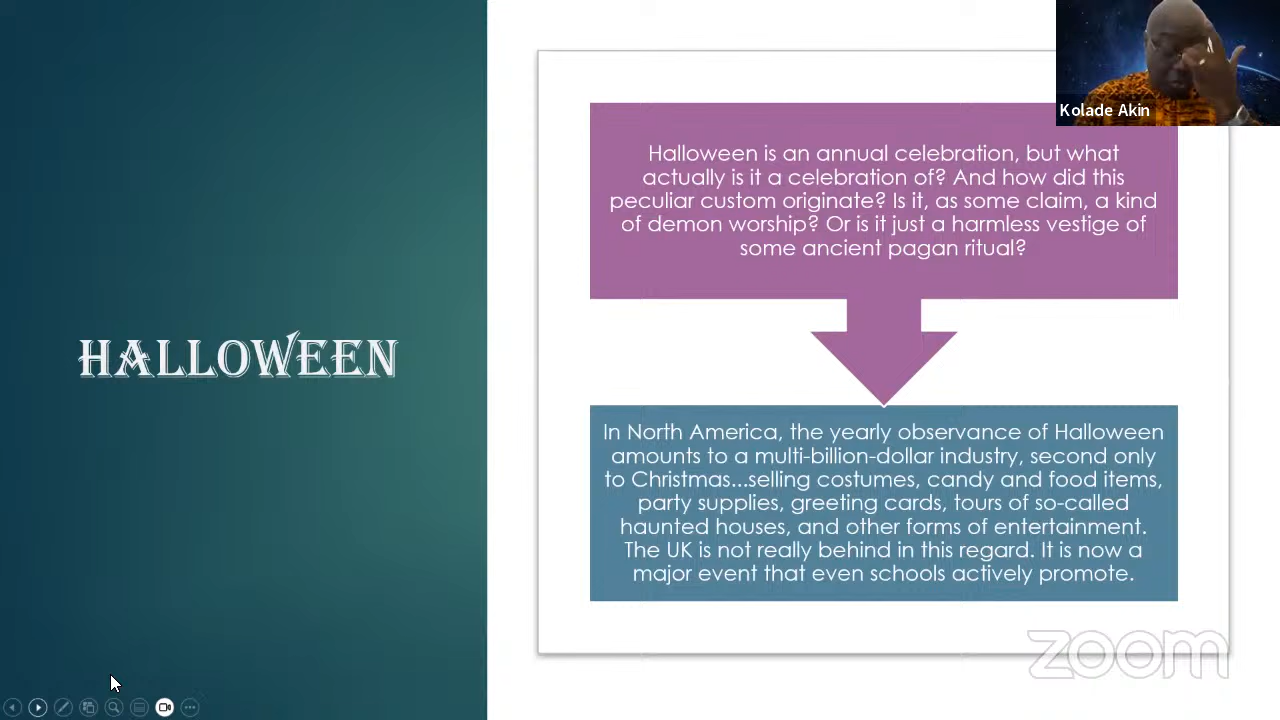 HALLOWEEN
Halloween is an annual celebration, but what
actually is it a celebration of? And how did this
peculiar custom originate? Is it, as some claim, a kind
of demon worship? Or is it just a harmless vestige of
some ancient pagan ritual?
In North America, the yearly observance of Halloween
amounts to a multi-billion-dollar industry, second only
to Christmas...selling costumes, candy and food items,
party supplies, greeting cards, tours of so-called
haunted houses, and other forms of entertainment.
The UK is not really behind in this regard. It is now a
major event that even schools actively promote.
Kolade Akin
zoom